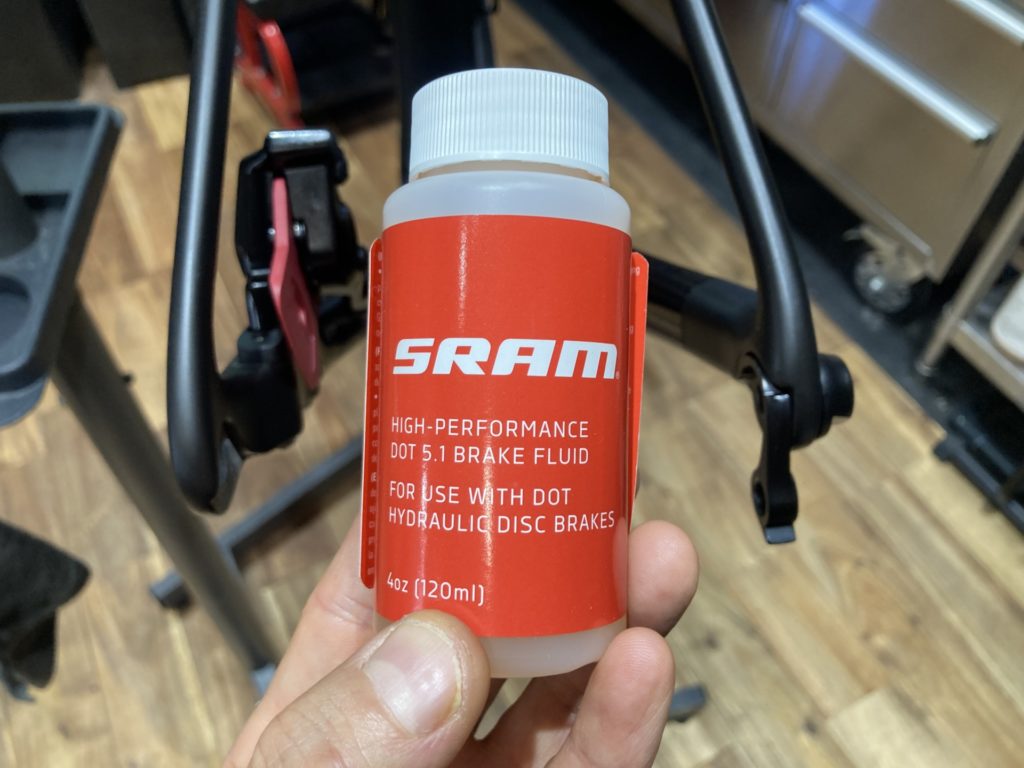 SRAM
HIGH-PERFORMANCE
DOT 5.1 BRAKE FLUID
FOR USE WITH DOT
HYDRAULIC DISC BRAKES
4oz (120ml)